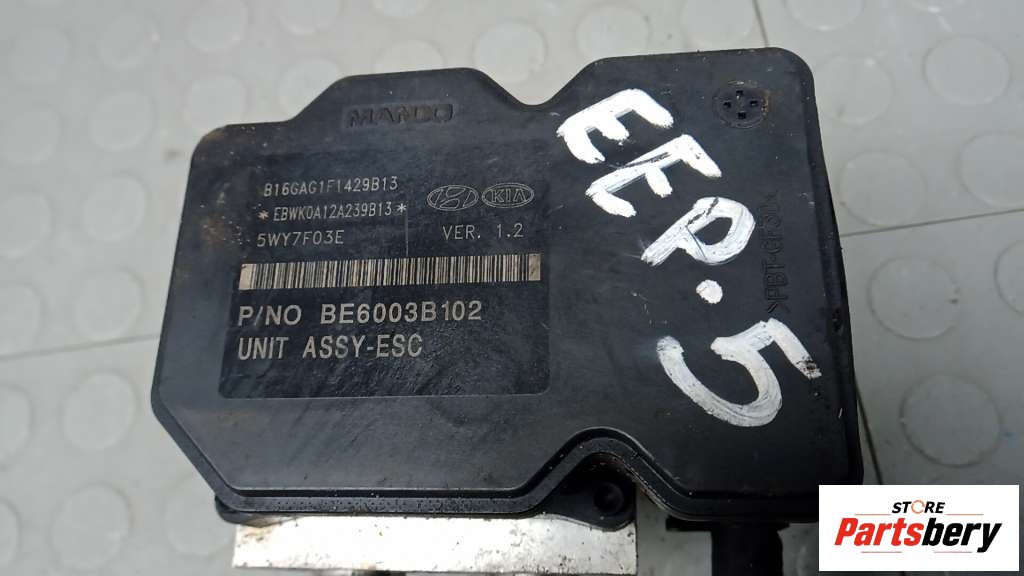 MANDO
B16GAG1F1429B13
*EBWK0A12A239B13*
5WY7F03E
KIA
VER. 1.2
P/NO BE6003B102
UNIT ASSY-ESC
EEP.5
STORE
Partsbery